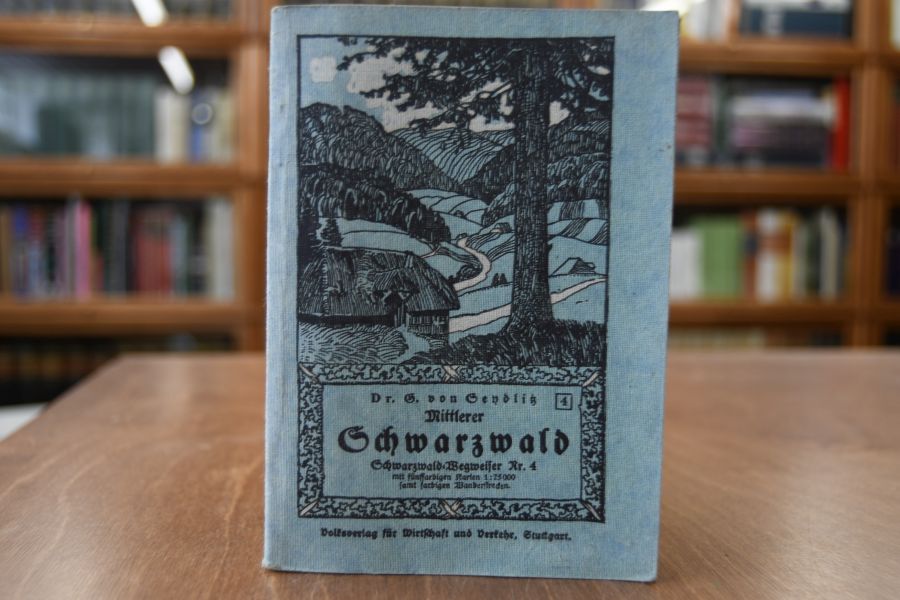 Dr. G. von Seydlitz 4
Mittlerer
Schwarzwald
Schwarzwald-Wegweiser Nr. 4
mit fünffarbigen Karten 1:75000
samt farbigen Wanderstrecken.
Volksverlag für Wirtschaft und Verkehr, Stuttgart.